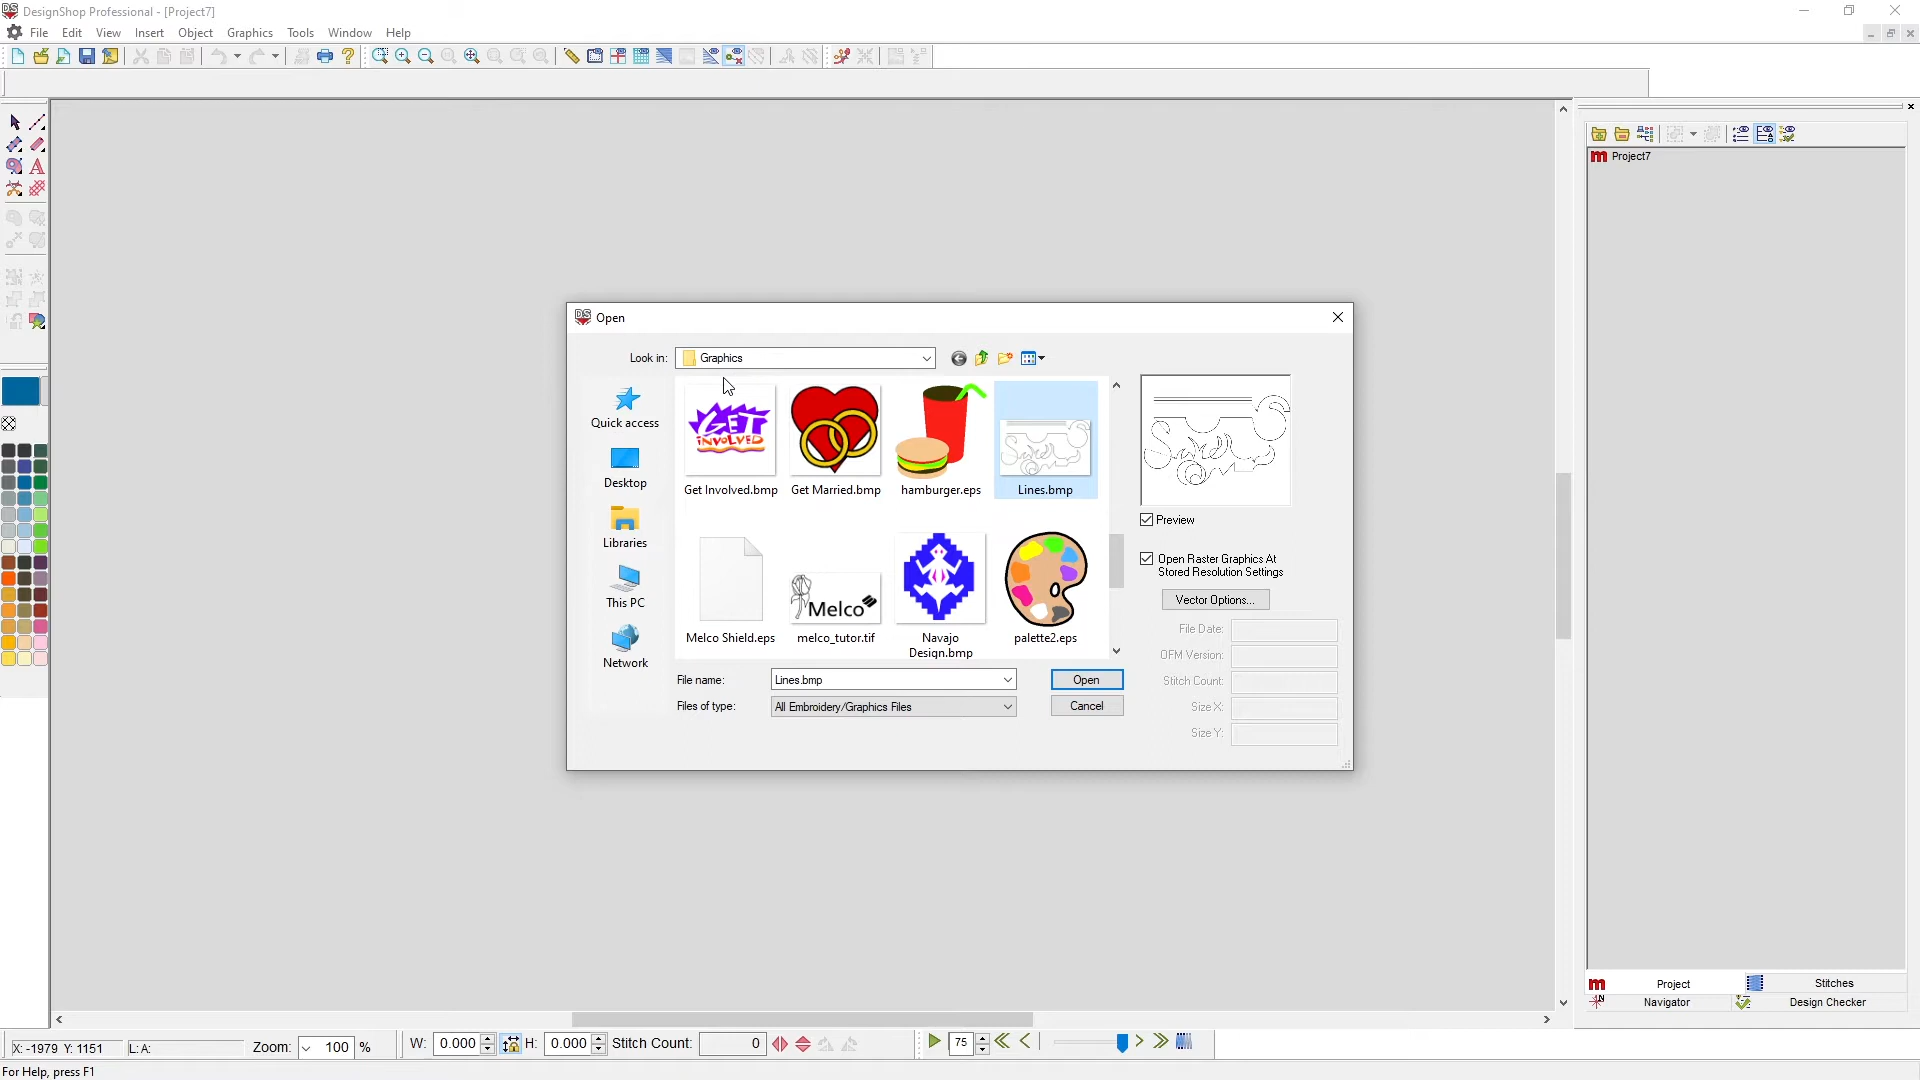 DesignShop Professional - [Project7]
File Edit View Insert Object Graphics Tools Window Help
Project7
Open
Look in: Graphics
Quick access
Desktop
Libraries
This PC
Network
GET INVOLVED
Get Involved.bmp Get Married.bmp hamburger.eps Lines.bmp
Melco
Melco Shield.eps melco_tutor.tif Navajo Design.bmp palette2.eps
File name: Lines.bmp Open
Files of type: All Embroidery/Graphics Files Cancel
Preview
Open Raster Graphics At
Stored Resolution Settings
Vector Options...
File Date:
OFM Version:
Stitch Count:
Size X:
Size Y:
Project Stitches
Navigator Design Checker
X: -1979 Y: 1151 L: A: Zoom: 100 % W: 0.000 H: 0.000 Stitch Count: 0 75
For Help, press F1